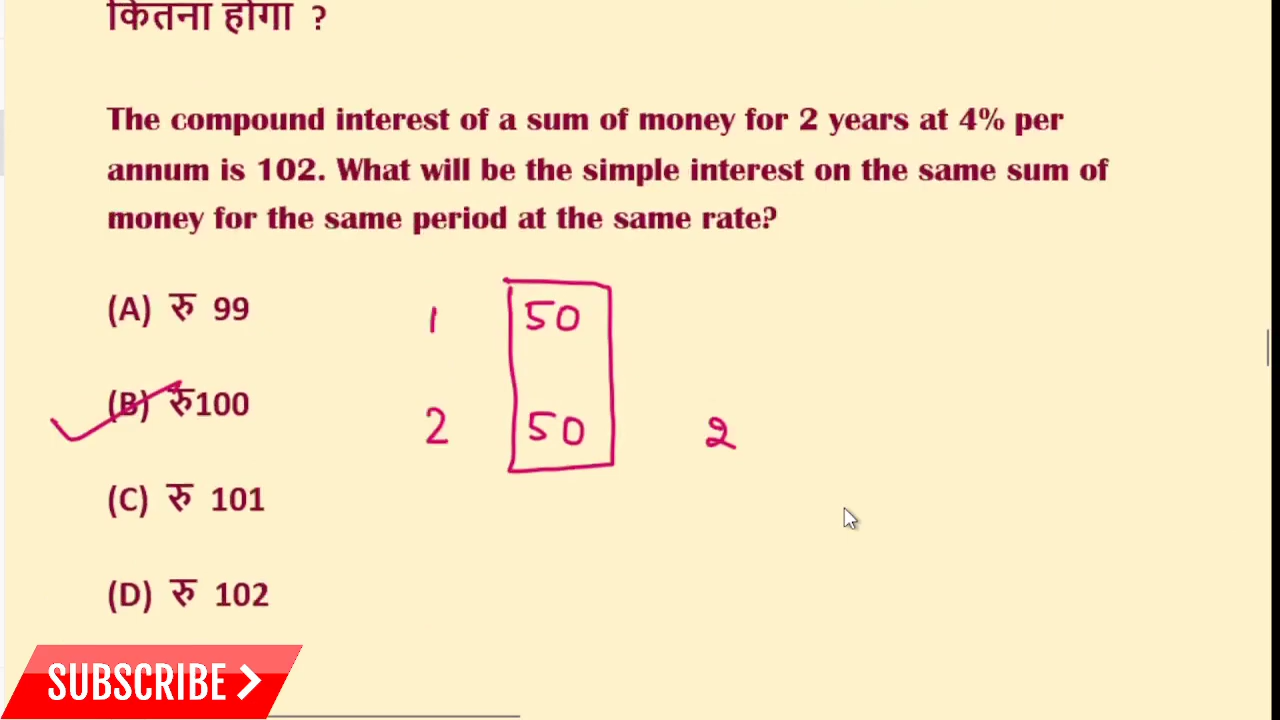 कितना होगा ?
The compound interest of a sum of money for 2 years at 4% per
annum is 102. What will be the simple interest on the same sum of
money for the same period at the same rate?
(A) रु 99
1 50
(B) रु100
2 50 2
(C) रु 101
(D) रु 102
SUBSCRIBE